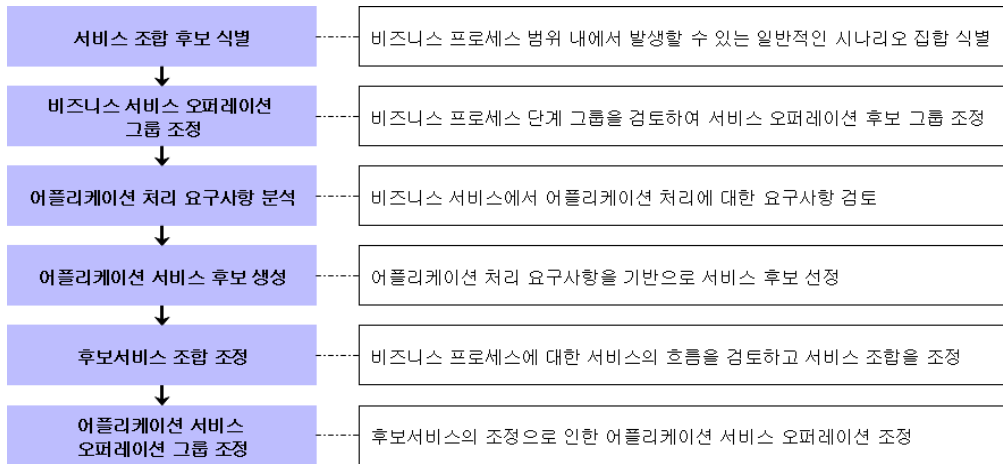 서비스 조합 후보 식별
비즈니스 프로세스 범위 내에서 발생할 수 있는 일반적인 시나리오 집합 식별
비즈니스 서비스 오퍼레이션
그룹 조정
비즈니스 프로세스 단계 그룹을 검토하여 서비스 오퍼레이션 후보 그룹 조정
어플리케이션 처리 요구사항 분석
비즈니스 서비스에서 어플리케이션 처리에 대한 요구사항 검토
어플리케이션 서비스 후보 생성
어플리케이션 처리 요구사항을 기반으로 서비스 후보 선정
후보서비스 조합 조정
비즈니스 프로세스에 대한 서비스의 흐름을 검토하고 서비스 조합을 조정
어플리케이션 서비스
오퍼레이션 그룹 조정
후보서비스의 조정으로 인한 어플리케이션 서비스 오퍼레이션 조정